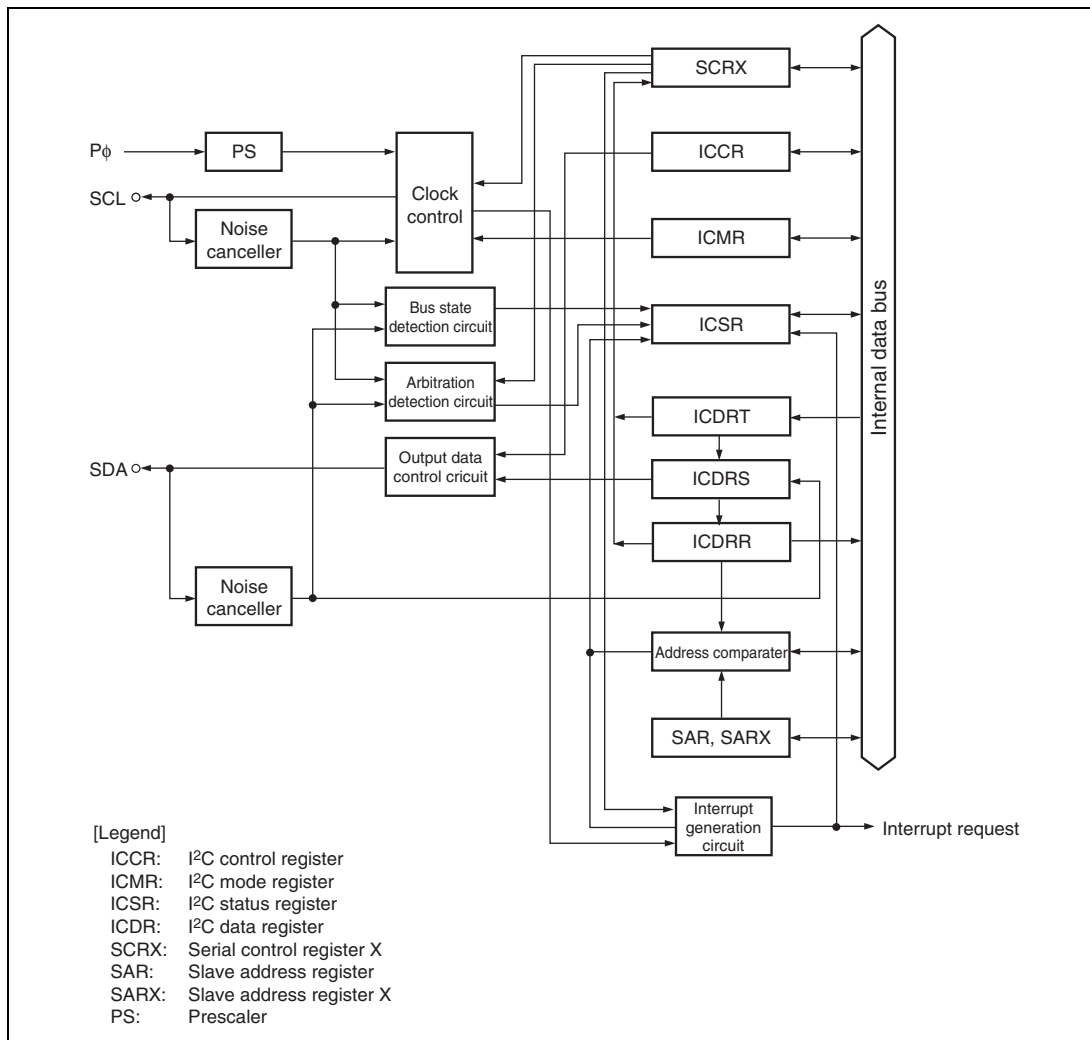 SCRX
Pϕ
PS
ICCR
SCL
Clock
control
Noise
canceller
ICMR
Bus state
detection circuit
ICSR
Internal data bus
Arbitration
detection circuit
ICDRT
SDA
Output data
control cricuit
ICDRS
ICDRR
Noise
canceller
Address comparater
SAR, SARX
Interrupt
generation
circuit
Interrupt request
[Legend]
ICCR: I²C control register
ICMR: I²C mode register
ICSR: I²C status register
ICDR: I²C data register
SCRX: Serial control register X
SAR: Slave address register
SARX: Slave address register X
PS: Prescaler